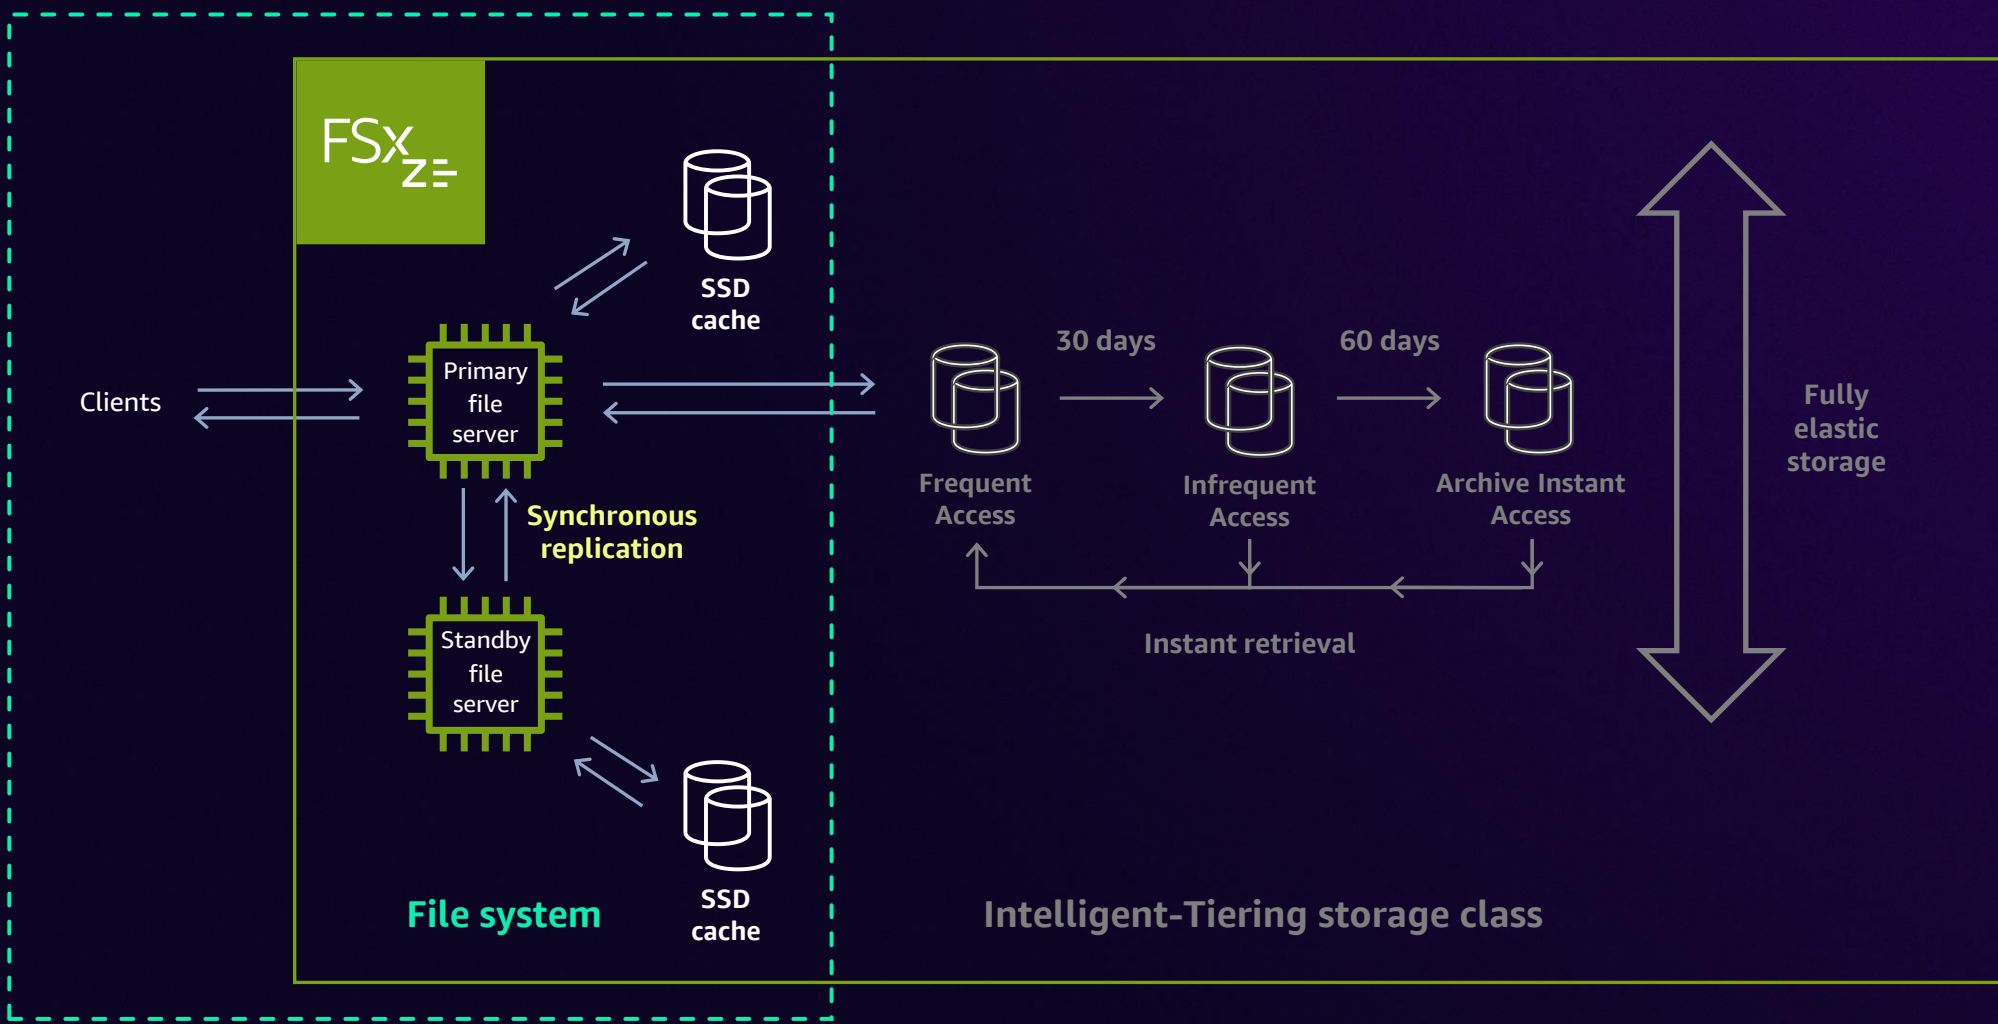 FSx
Z
SSD
cache
Clients
Primary
file
server
Synchronous
replication
Standby
file
server
SSD
cache
File system
30 days
60 days
Frequent
Access
Infrequent
Access
Archive Instant
Access
Instant retrieval
Fully
elastic
storage
Intelligent-Tiering storage class